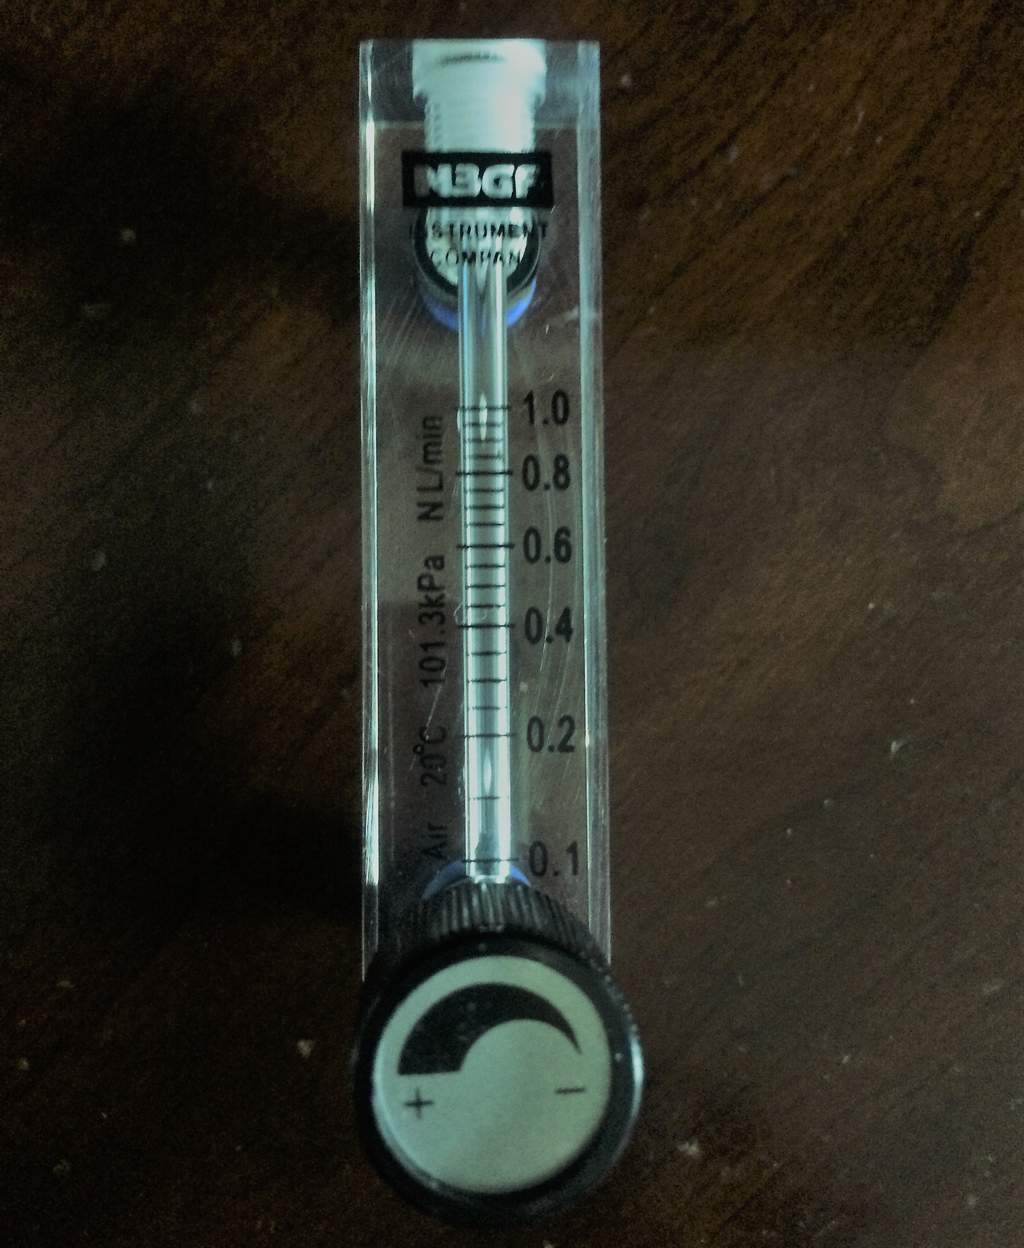 INSTRUMENT
COMPANY
1.0
0.8
0.6
0.4
0.2
0.1
Air 20°C 101.3kPa NL/min
+ −